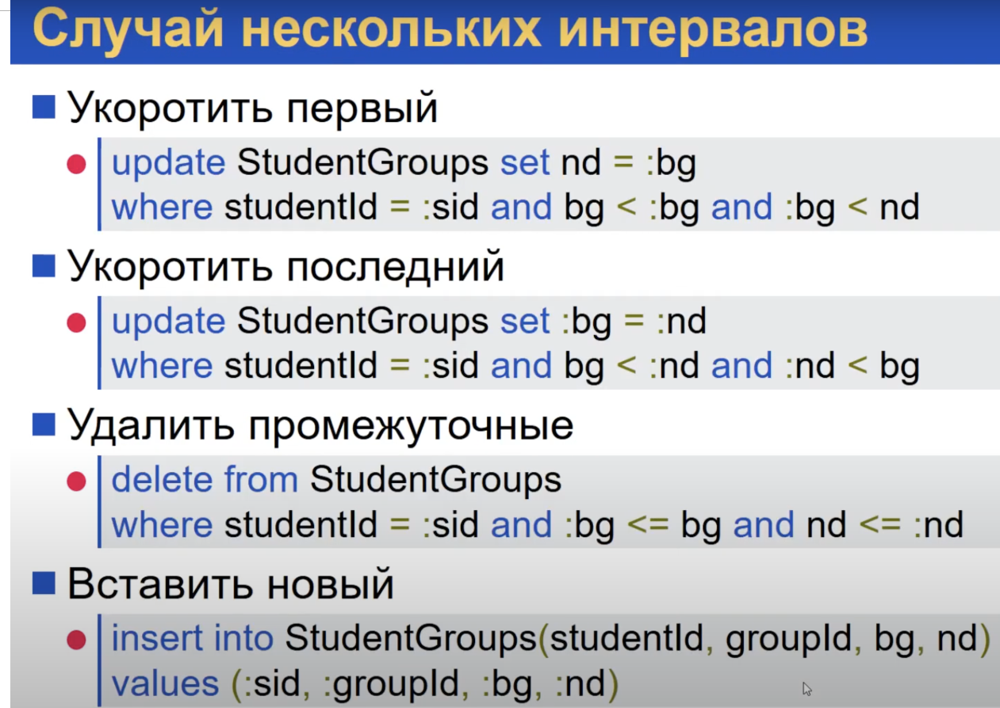 Случай нескольких интервалов
Укоротить первый
update StudentGroups set nd = :bg
where studentId = :sid and bg < :bg and :bg < nd
Укоротить последний
update StudentGroups set :bg = :nd
where studentId = :sid and bg < :nd and :nd < bg
Удалить промежуточные
delete from StudentGroups
where studentId = :sid and :bg <= bg and nd <= :nd
Вставить новый
insert into StudentGroups(studentId, groupId, bg, nd)
values (:sid, :groupId, :bg, :nd)